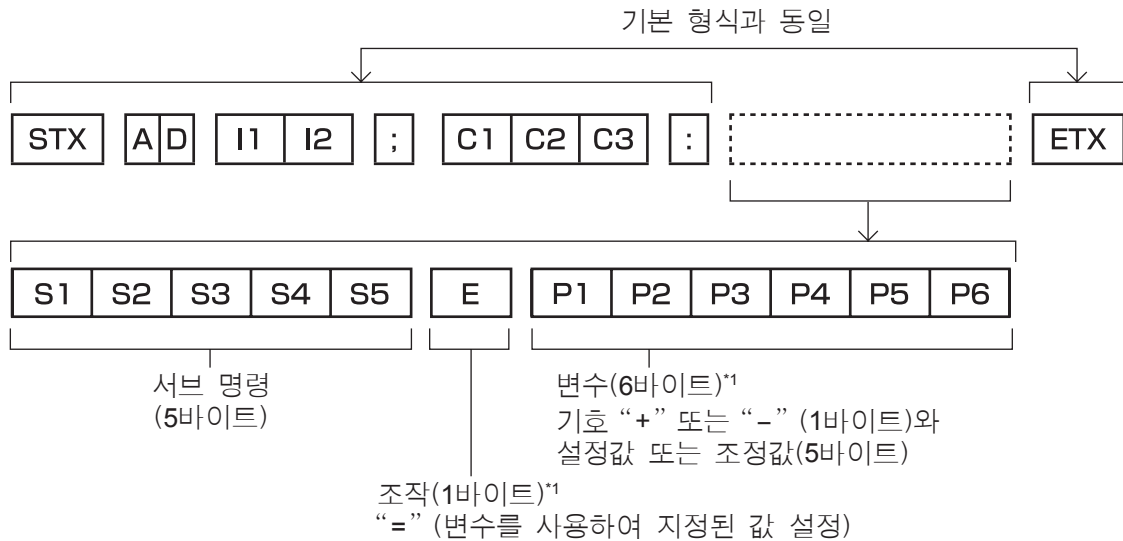 기본 형식과 동일
STX A D I1 I2 ; C1 C2 C3 : ETX
S1 S2 S3 S4 S5 E P1 P2 P3 P4 P5 P6
서브 명령
(5바이트)
변수(6바이트)*1
기호 “+” 또는 “–” (1바이트)와
설정값 또는 조정값(5바이트)
조작(1바이트)*1
“=” (변수를 사용하여 지정된 값 설정)